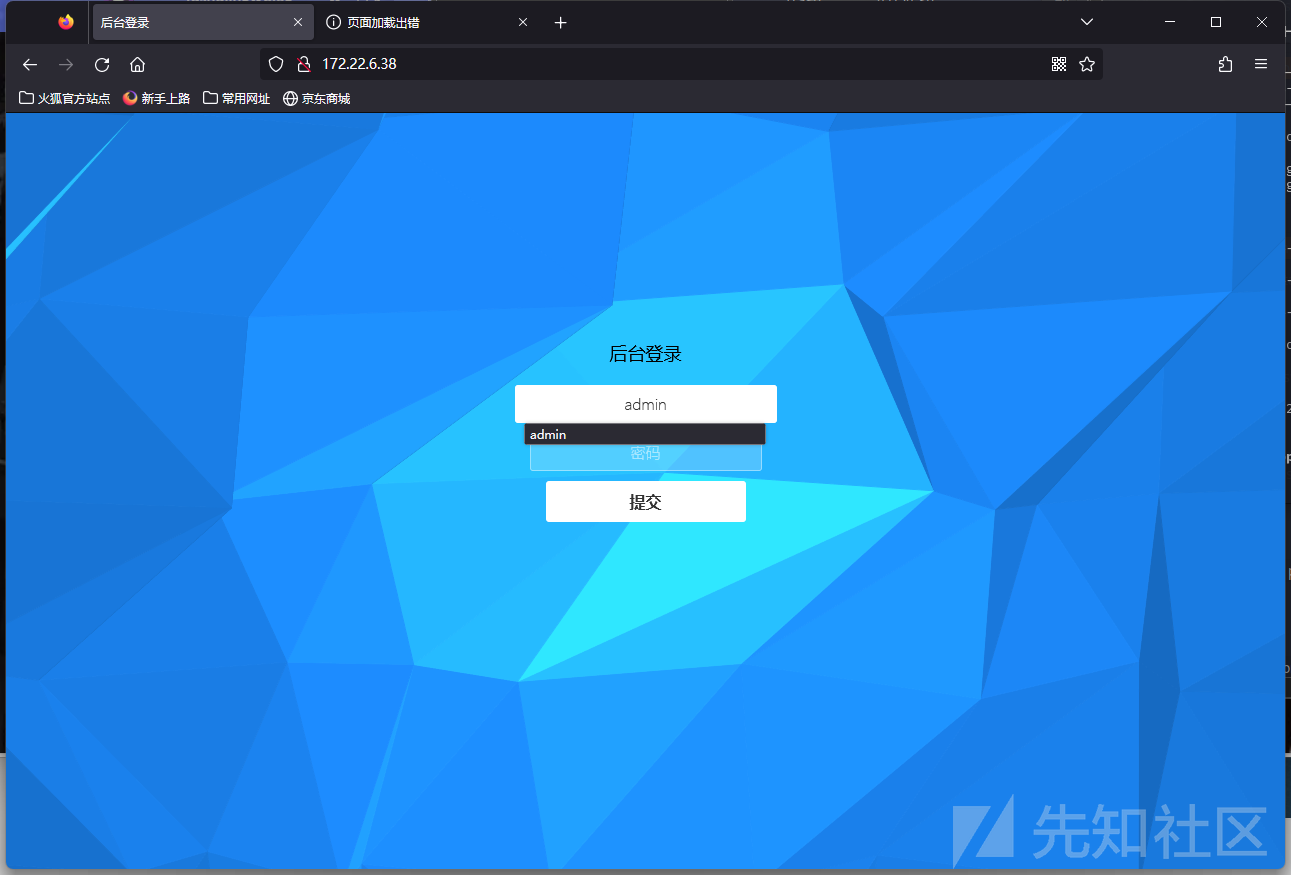 后台登录
页面加载出错
172.22.6.38
火狐官方站点 新手上路 常用网址 京东商城
后台登录
admin
admin
密码
提交
先知社区